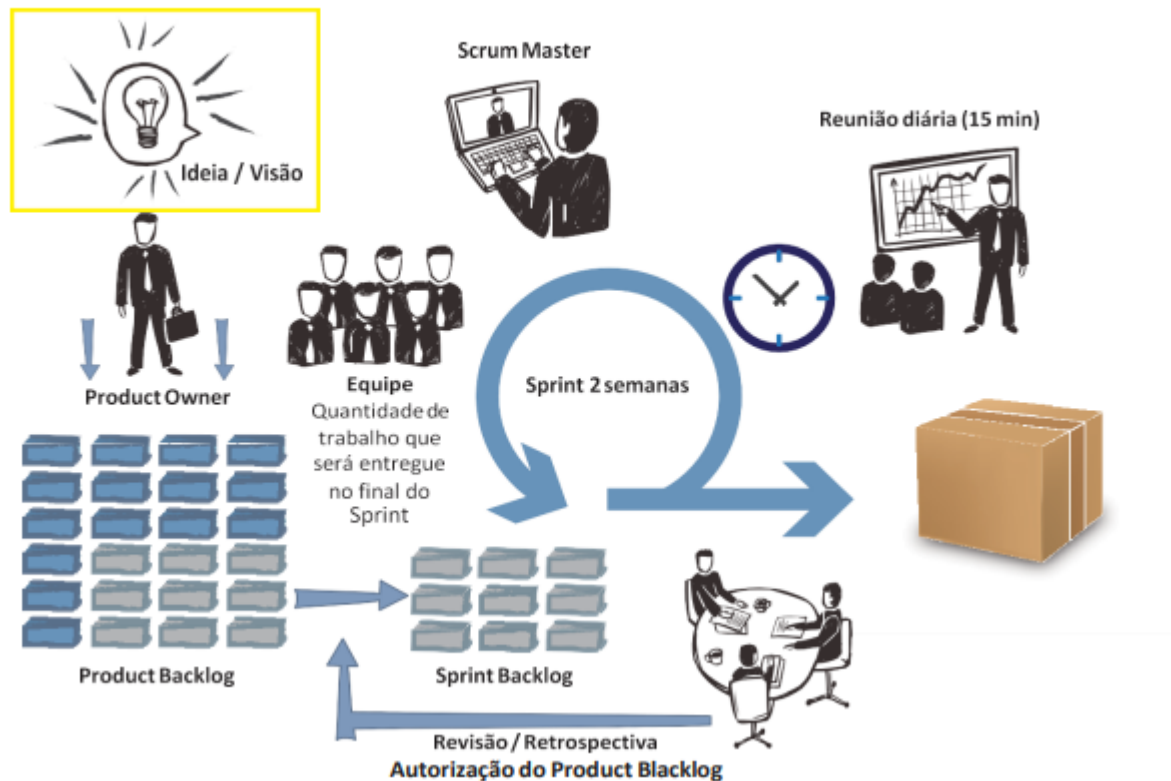 Scrum Master
Reunião diária (15 min)
Ideia / Visão
Product Owner
Equipe
Quantidade de
trabalho que
será entregue
no final do
Sprint
Sprint 2 semanas
Product Backlog
Sprint Backlog
Revisão / Retrospectiva
Autorização do Product Blacklog